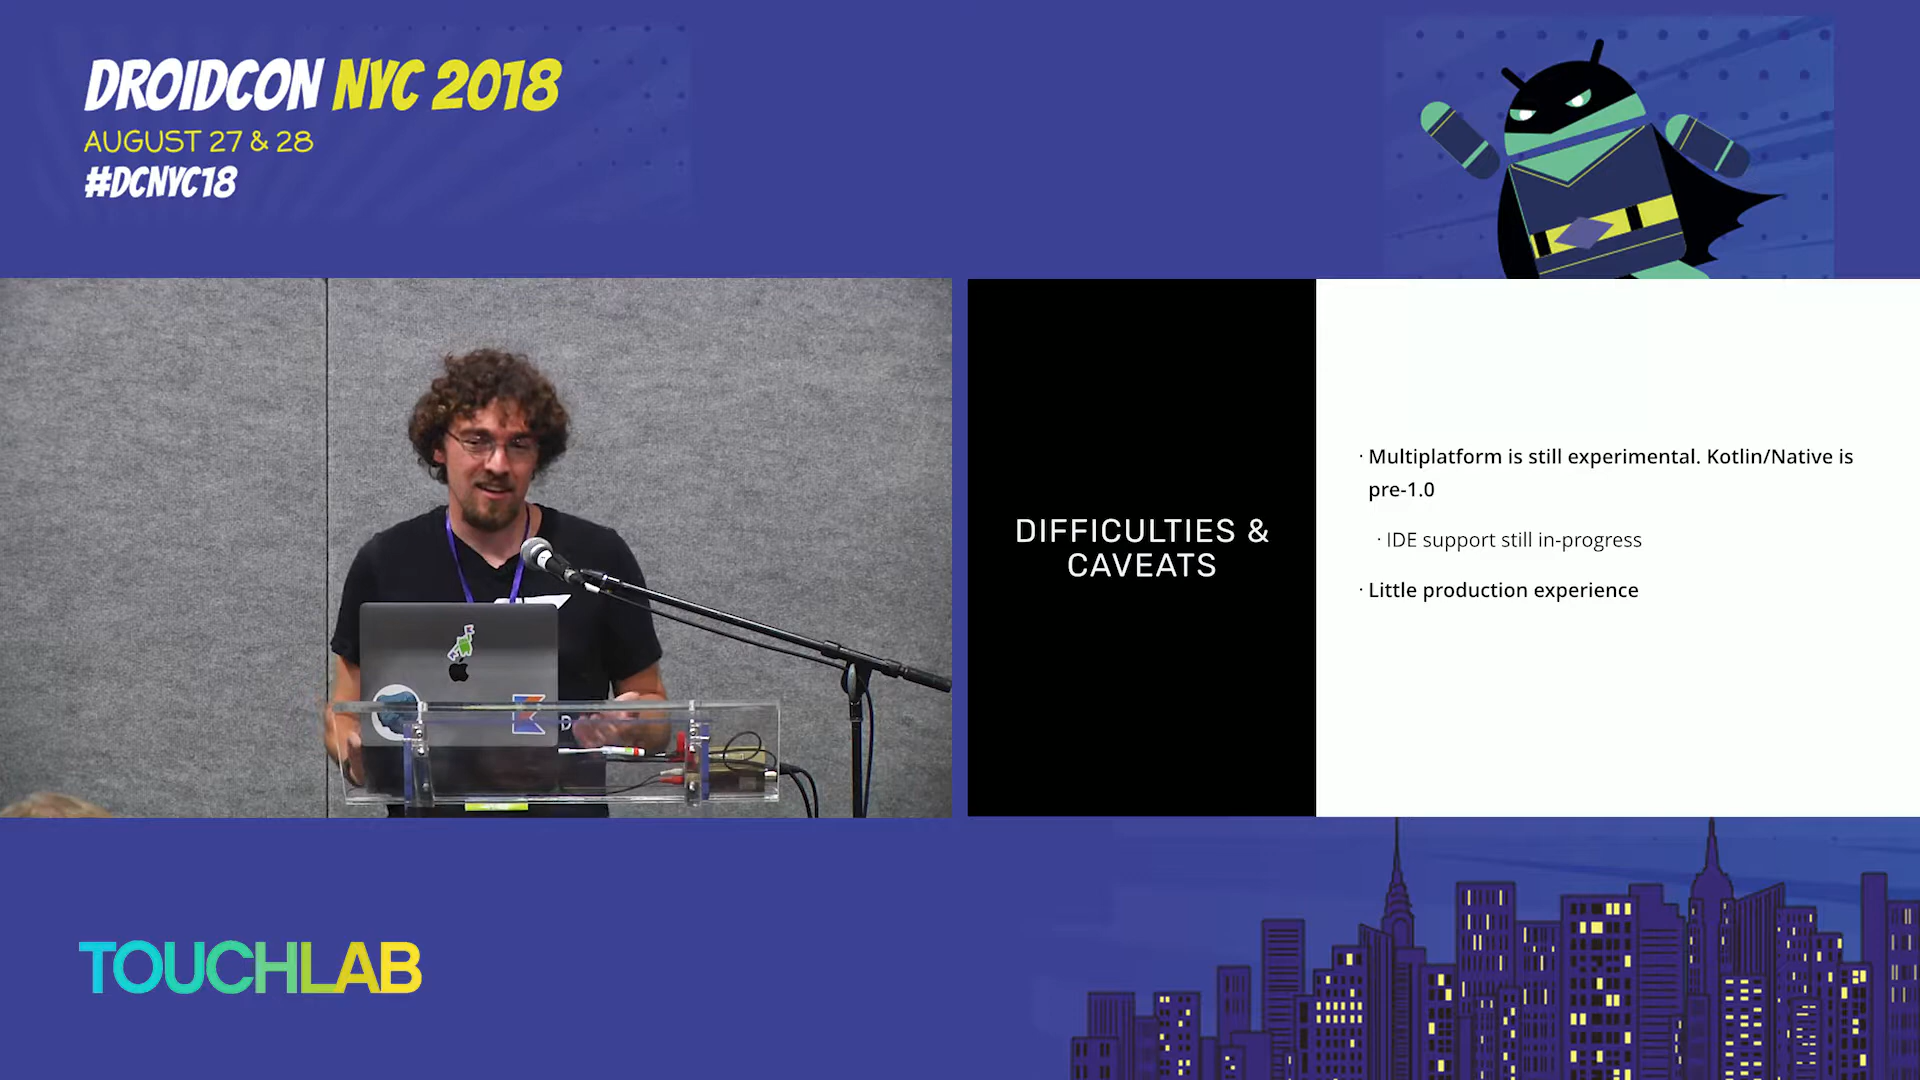 DROIDCON NYC 2018
AUGUST 27 & 28
#DCNYC18
DIFFICULTIES &
CAVEATS
· Multiplatform is still experimental. Kotlin/Native is
pre-1.0
· IDE support still in-progress
· Little production experience
D
TOUCHLAB